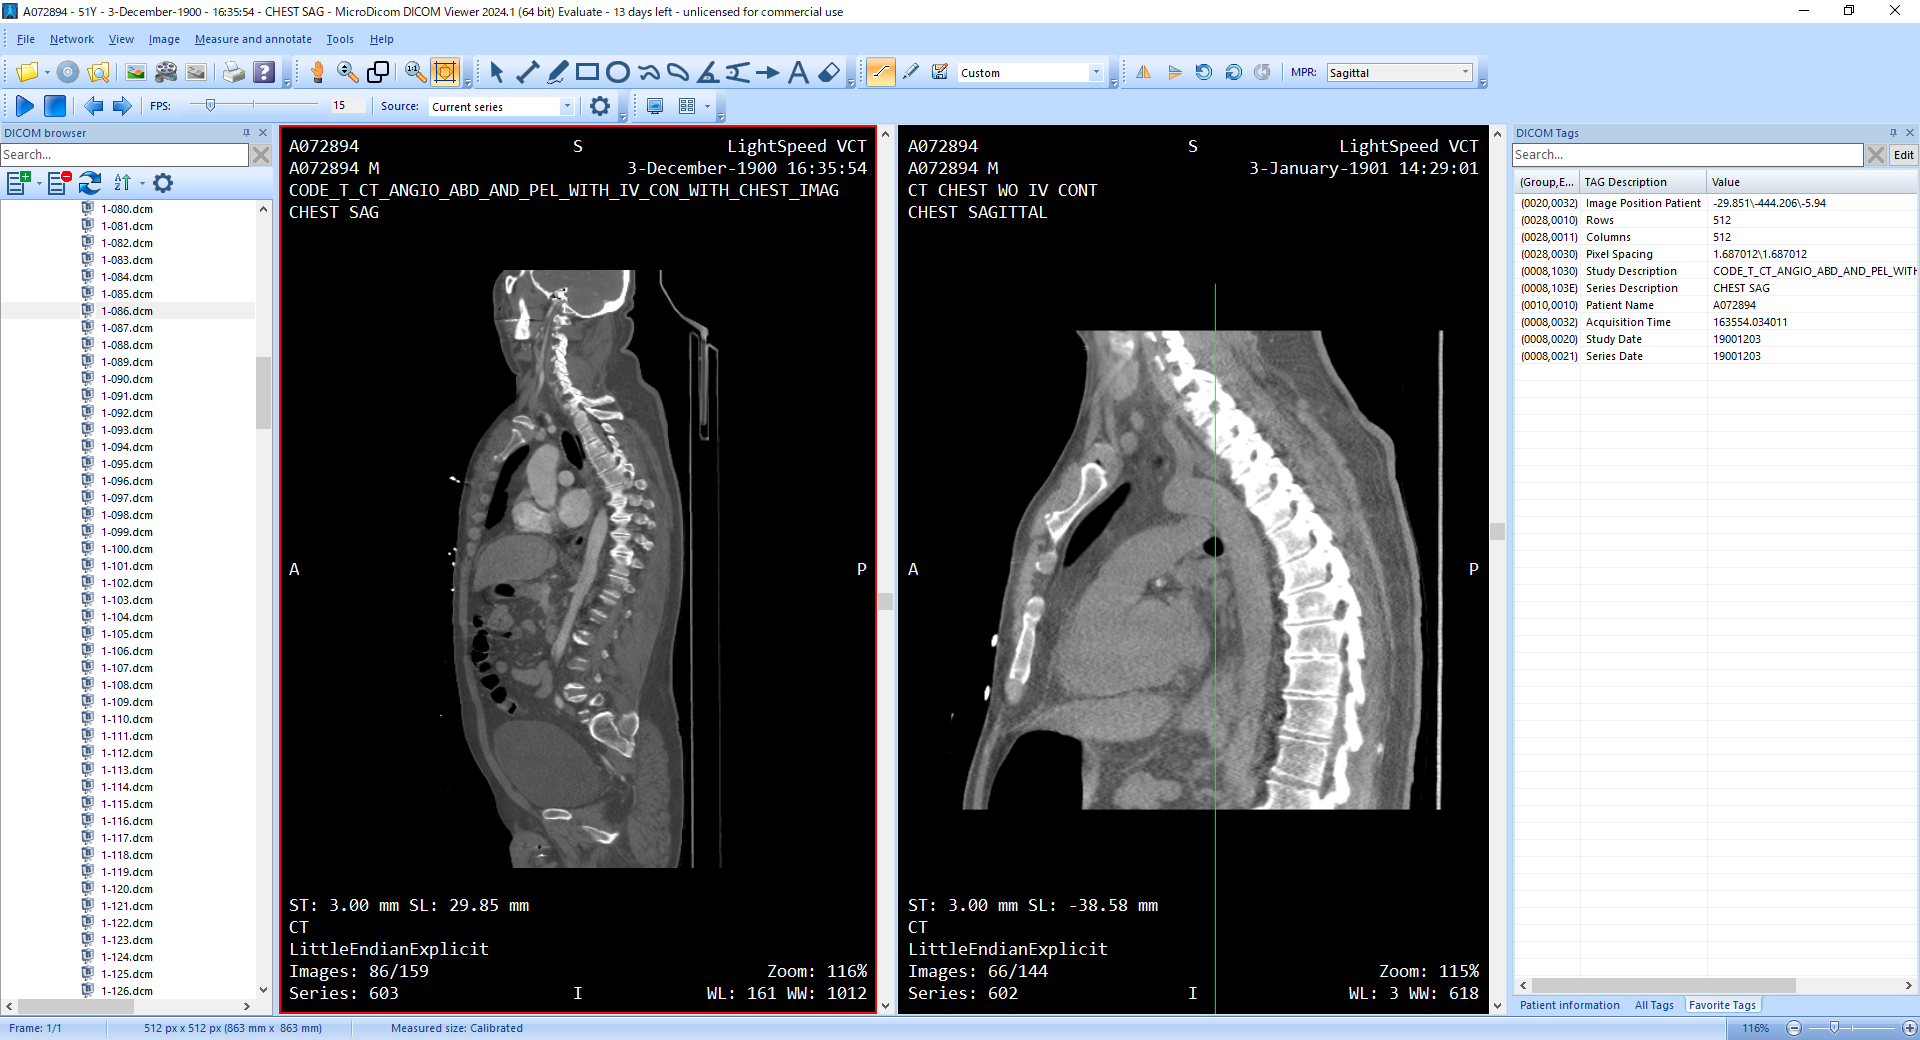 A072894 - 51Y - 3-December-1900 - 16:35:54 - CHEST SAG - MicroDicom DICOM Viewer 2024.1 (64 bit) Evaluate - 13 days left - unlicensed for commercial use
File Network View Image Measure and annotate Tools Help
1:1 Custom MPR: Sagittal
FPS: 15 Source: Current series
DICOM browser
Search...
1-080.dcm
1-081.dcm
1-082.dcm
1-083.dcm
1-084.dcm
1-085.dcm
1-086.dcm
1-087.dcm
1-088.dcm
1-089.dcm
1-090.dcm
1-091.dcm
1-092.dcm
1-093.dcm
1-094.dcm
1-095.dcm
1-096.dcm
1-097.dcm
1-098.dcm
1-099.dcm
1-100.dcm
1-101.dcm
1-102.dcm
1-103.dcm
1-104.dcm
1-105.dcm
1-106.dcm
1-107.dcm
1-108.dcm
1-109.dcm
1-110.dcm
1-111.dcm
1-112.dcm
1-113.dcm
1-114.dcm
1-115.dcm
1-116.dcm
1-117.dcm
1-118.dcm
1-119.dcm
1-120.dcm
1-121.dcm
1-122.dcm
1-123.dcm
1-124.dcm
1-125.dcm
1-126.dcm
A072894 S LightSpeed VCT
A072894 M 3-December-1900 16:35:54
CODE_T_CT_ANGIO_ABD_AND_PEL_WITH_IV_CON_WITH_CHEST_IMAG
CHEST SAG
A P
ST: 3.00 mm SL: 29.85 mm
CT
LittleEndianExplicit
Images: 86/159 Zoom: 116%
Series: 603 I WL: 161 WW: 1012
A072894 S LightSpeed VCT
A072894 M 3-January-1901 14:29:01
CT CHEST WO IV CONT
CHEST SAGITTAL
A P
ST: 3.00 mm SL: -38.58 mm
CT
LittleEndianExplicit
Images: 66/144 Zoom: 115%
Series: 602 I WL: 3 WW: 618
DICOM Tags
Search... Edit
(Group,E... TAG Description Value
(0020,0032) Image Position Patient -29.851\-444.206\-5.94
(0028,0010) Rows 512
(0028,0011) Columns 512
(0028,0030) Pixel Spacing 1.687012\1.687012
(0008,1030) Study Description CODE_T_CT_ANGIO_ABD_AND_PEL_WITH
(0008,103E) Series Description CHEST SAG
(0010,0010) Patient Name A072894
(0008,0032) Acquisition Time 163554.034011
(0008,0020) Study Date 19001203
(0008,0021) Series Date 19001203
Patient information All Tags Favorite Tags
Frame: 1/1 512 px x 512 px (863 mm x 863 mm) Measured size: Calibrated 116%